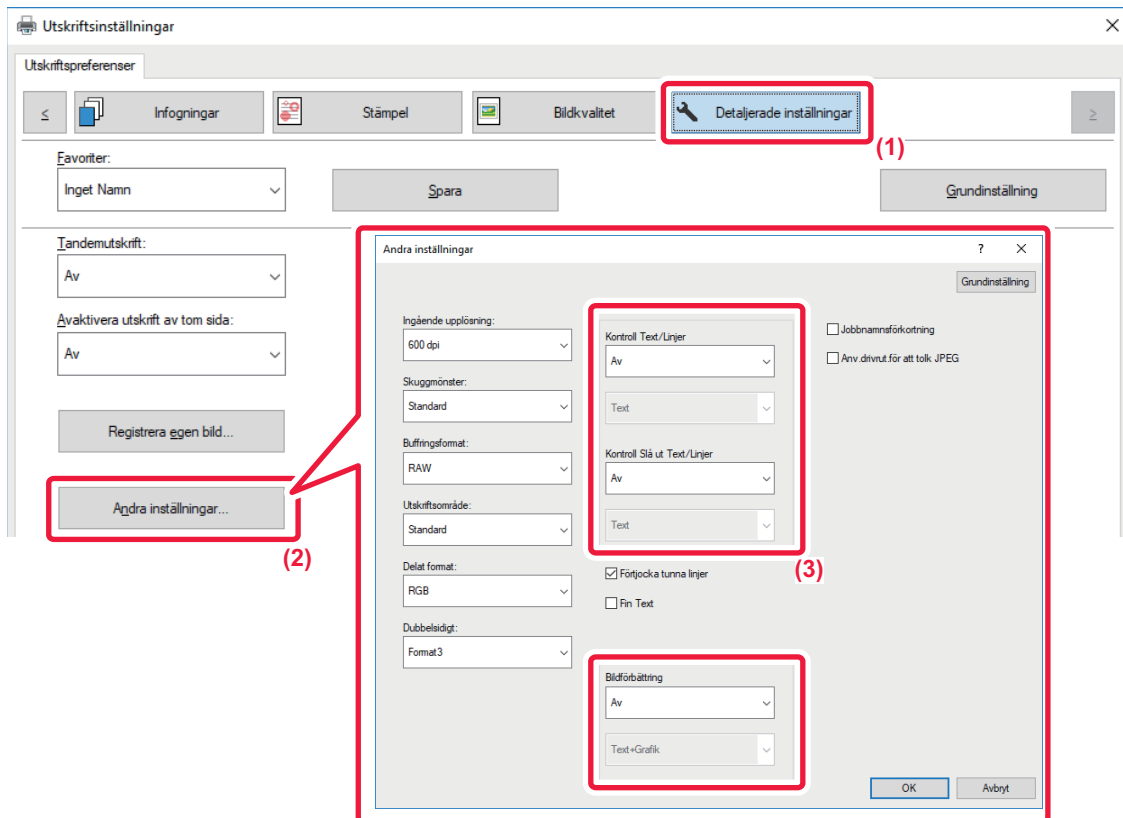 Utskriftsinställningar
Utskriftspreferenser
≤ Infogningar Stämpel Bildkvalitet Detaljerade inställningar ≥
(1)
Favoriter:
Inget Namn Spara Grundinställning
Tandemutskrift:
Av
Avaktivera utskrift av tom sida:
Av
Registrera egen bild...
Andra inställningar...
(2)
Andra inställningar ?
Grundinställning
Ingående upplösning:
600 dpi
Skuggmönster:
Standard
Buffringsformat:
RAW
Utskriftsområde:
Standard
Delat format:
RGB
Dubbelsidigt:
Format3
Kontroll Text/Linjer
Av
Text
Kontroll Slå ut Text/Linjer
Av
Text
(3)
Förtjocka tunna linjer
Fin Text
Bildförbättring
Av
Text+Grafik
Jobbnamnsförkortning
Anv.drivrut.för att tolk JPEG
OK Avbryt